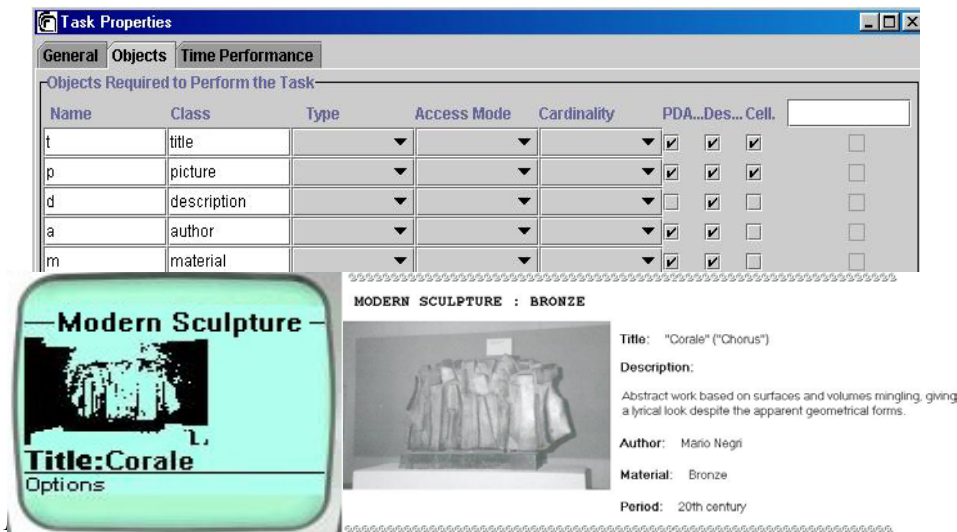 Task Properties
General Objects Time Performance
Objects Required to Perform the Task
Name Class Type Access Mode Cardinality PDA...Des... Cell.
t title
p picture
d description
a author
m material
Modern Sculpture
Title:Corale
Options
MODERN SCULPTURE : BRONZE
Title: "Corale" ("Chorus")
Description:
Abstract work based on surfaces and volumes mingling, giving
a lyrical look despite the apparent geometrical forms.
Author: Mario Negri
Material: Bronze
Period: 20th century